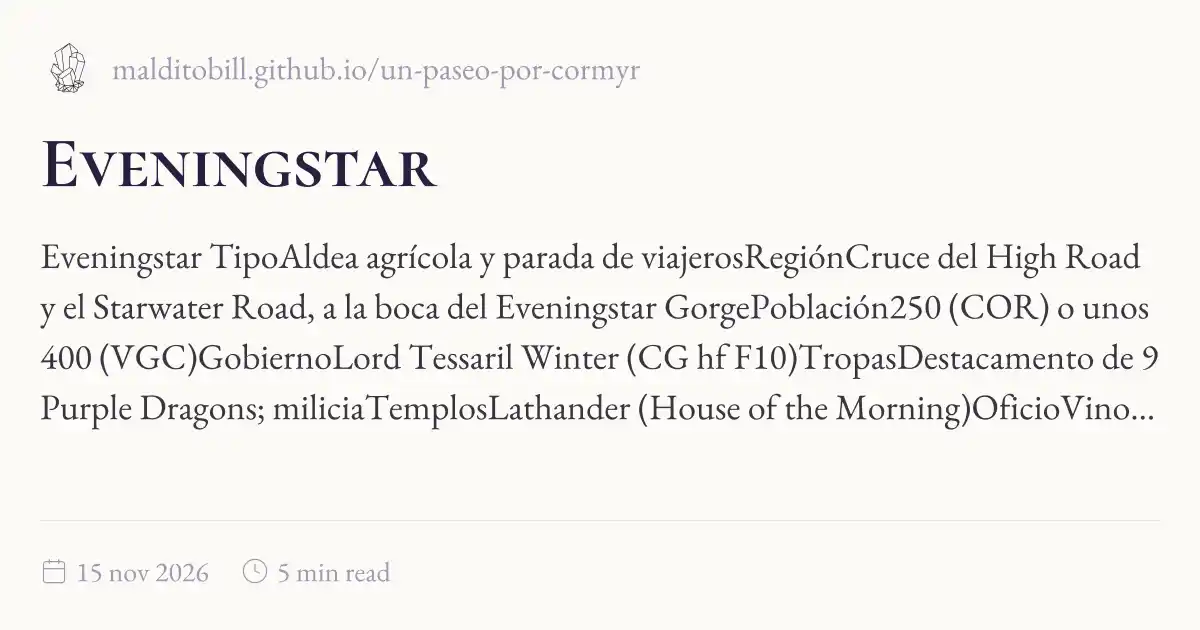 malditobill.github.io/un-paseo-por-cormyr
Eveningstar
Eveningstar TipoAldea agrícola y parada de viajerosRegiónCruce del High Road
y el Starwater Road, a la boca del Eveningstar GorgePoblación250 (COR) o unos
400 (VGC)GobiernoLord Tessaril Winter (CG hf F10)TropasDestacamento de 9
Purple Dragons; miliciaTemplosLathander (House of the Morning)OficioVino...
15 nov 2026
5 min read